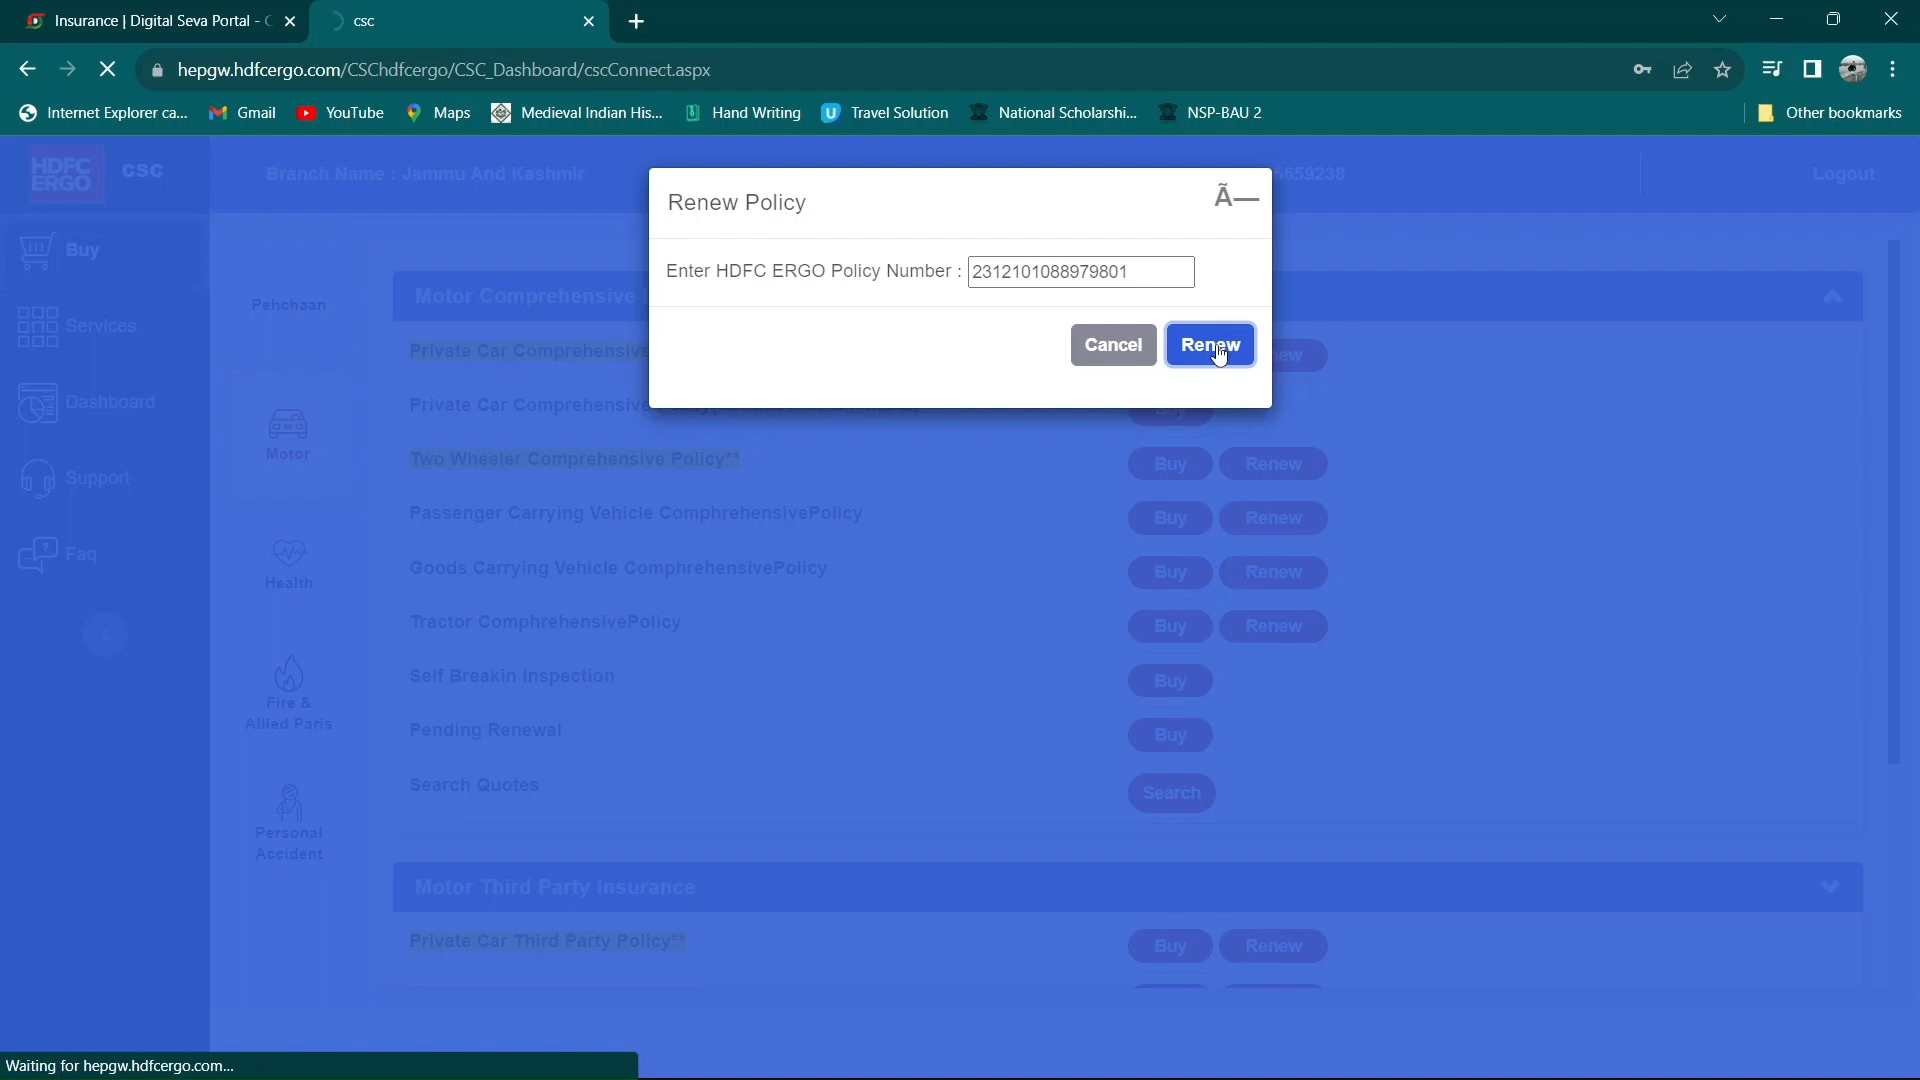 Insurance | Digital Seva Portal - C
csc
hepgw.hdfcergo.com/CSChdfcergo/CSC_Dashboard/cscConnect.aspx
Internet Explorer ca...
Gmail
YouTube
Maps
Medieval Indian His...
Hand Writing
Travel Solution
National Scholarshi...
NSP-BAU 2
Other bookmarks
HDFC
ERGO
csc
Branch Name : Jammu And Kashmir
5659238
Logout
Renew Policy
Ã—
Enter HDFC ERGO Policy Number : 2312101088979801
Cancel
Renew
Buy
Services
Dashboard
Support
Faq
Pehchaan
Motor
Health
Fire &
Allied Paris
Personal
Accident
Motor Comprehensive
Private Car Comprehensive
Private Car Comprehensive
Buy
Two Wheeler Comprehensive Policy**
Buy
Renew
Passenger Carrying Vehicle ComphrehensivePolicy
Buy
Renew
Goods Carrying Vehicle ComphrehensivePolicy
Buy
Renew
Tractor ComphrehensivePolicy
Buy
Renew
Self Breakin Inspection
Buy
Pending Renewal
Buy
Search Quotes
Search
Motor Third Party Insurance
Private Car Third Party Policy**
Buy
Renew
Waiting for hepgw.hdfcergo.com...